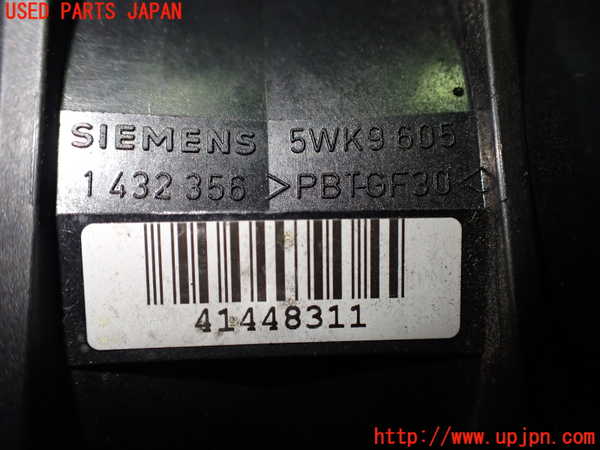 USED PARTS JAPAN
SIEMENS 5WK9 605
1 432 356 >PBT-GF30<
41448311
http://www.upjpn.com